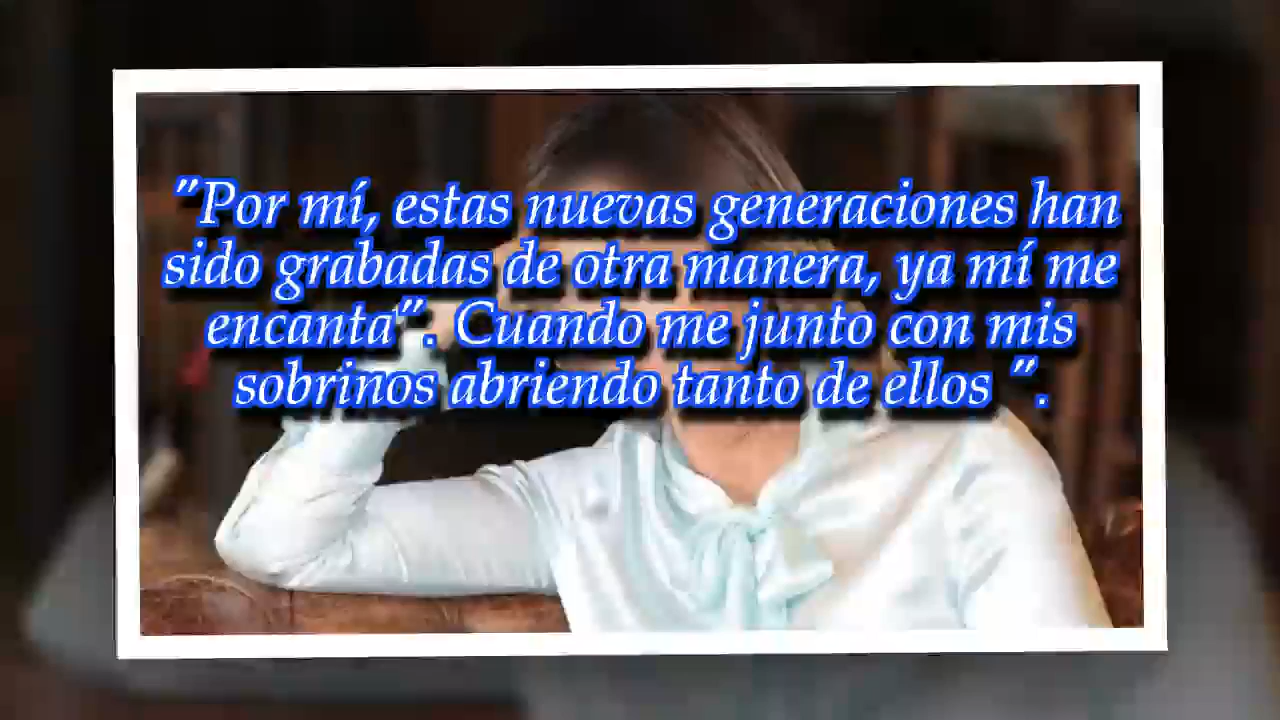 "Por mí, estas nuevas generaciones han
sido grabadas de otra manera, ya mí me
encanta". Cuando me junto con mis
sobrinos abriendo tanto de ellos ".